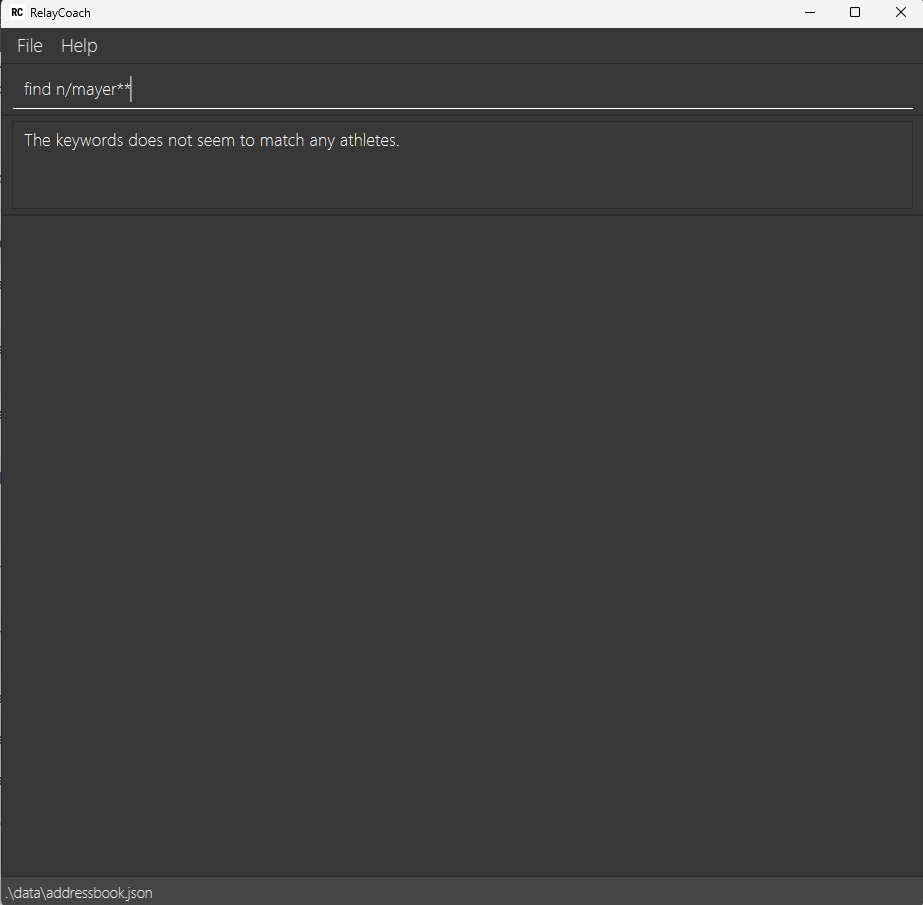 RC RelayCoach
File Help
find n/mayer**
The keywords does not seem to match any athletes.
.\data\addressbook.json